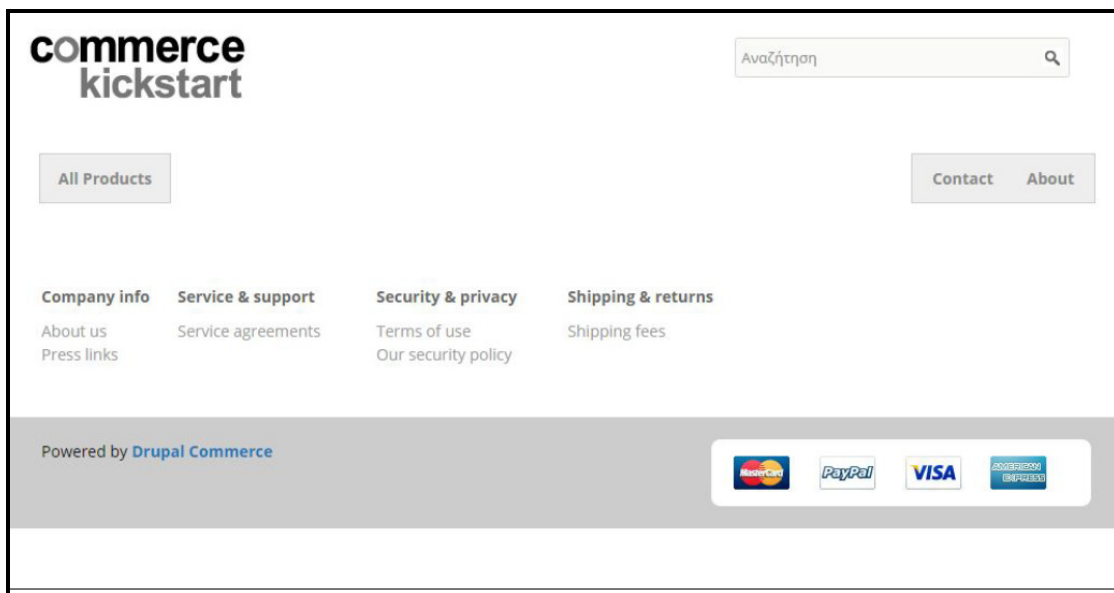 commerce
kickstart
Αναζήτηση
All Products
Contact About
Company info Service & support Security & privacy Shipping & returns
About us Service agreements Terms of use Shipping fees
Press links Our security policy
Powered by Drupal Commerce
MasterCard PayPal VISA AMERICAN EXPRESS